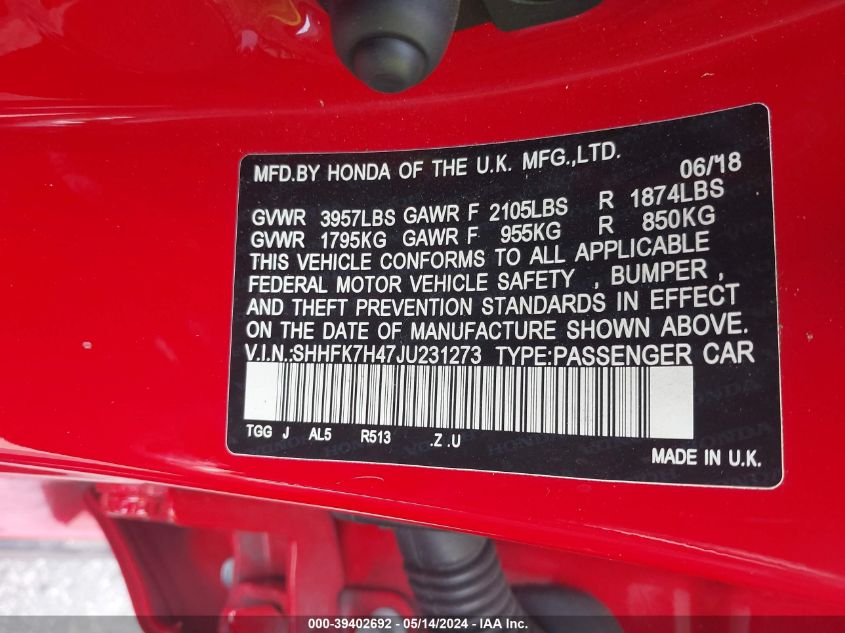 MFD.BY HONDA OF THE U.K. MFG.,LTD. 06/18
GVWR 3957LBS GAWR F 2105LBS R 1874LBS
GVWR 1795KG GAWR F 955KG R 850KG
THIS VEHICLE CONFORMS TO ALL APPLICABLE
FEDERAL MOTOR VEHICLE SAFETY , BUMPER ,
AND THEFT PREVENTION STANDARDS IN EFFECT
ON THE DATE OF MANUFACTURE SHOWN ABOVE.
V.I.N.:SHHFK7H47JU231273 TYPE:PASSENGER CAR
TGG J AL5 R513 .Z .U
MADE IN U.K.
000-39402692 - 05/14/2024 - IAA Inc.